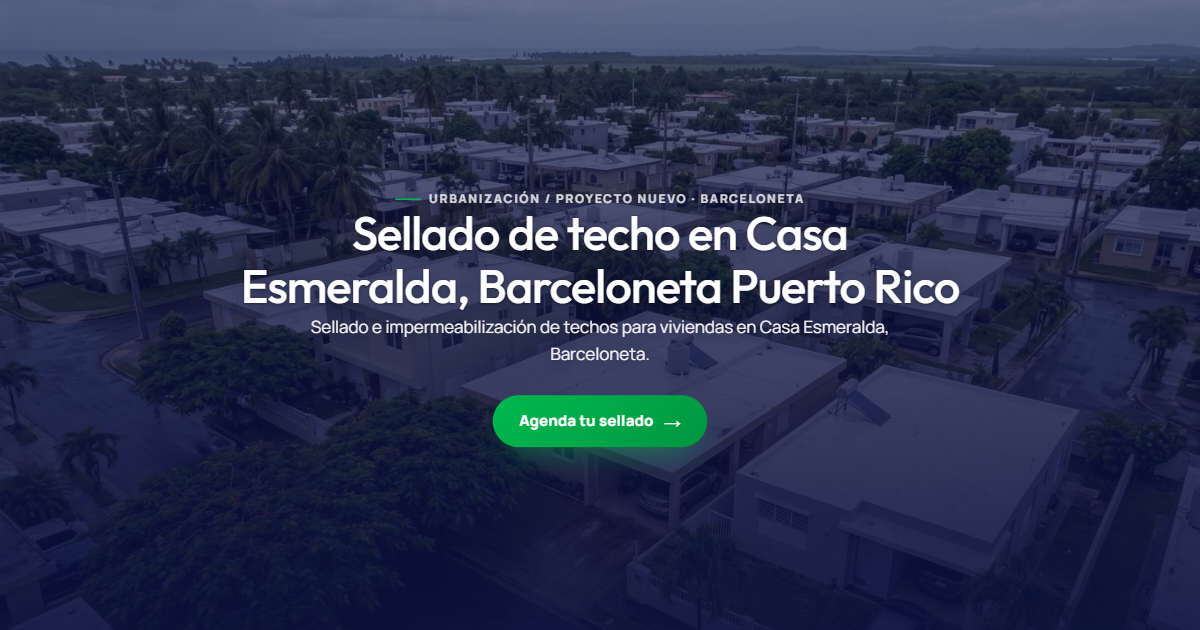 URBANIZACIÓN / PROYECTO NUEVO · BARCELONETA
Sellado de techo en Casa
Esmeralda, Barceloneta Puerto Rico
Sellado e impermeabilización de techos para viviendas en Casa Esmeralda,
Barceloneta.
Agenda tu sellado →